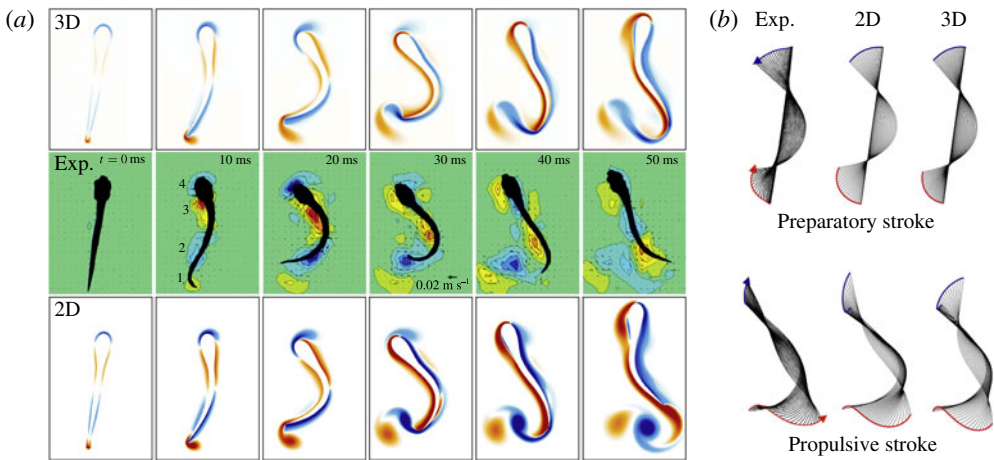 (a)
3D
Exp.
t = 0 ms
10 ms
20 ms
30 ms
40 ms
50 ms
4
3
2
1
0.02 m s⁻¹
2D
(b)
Exp. 2D 3D
Preparatory stroke
Propulsive stroke